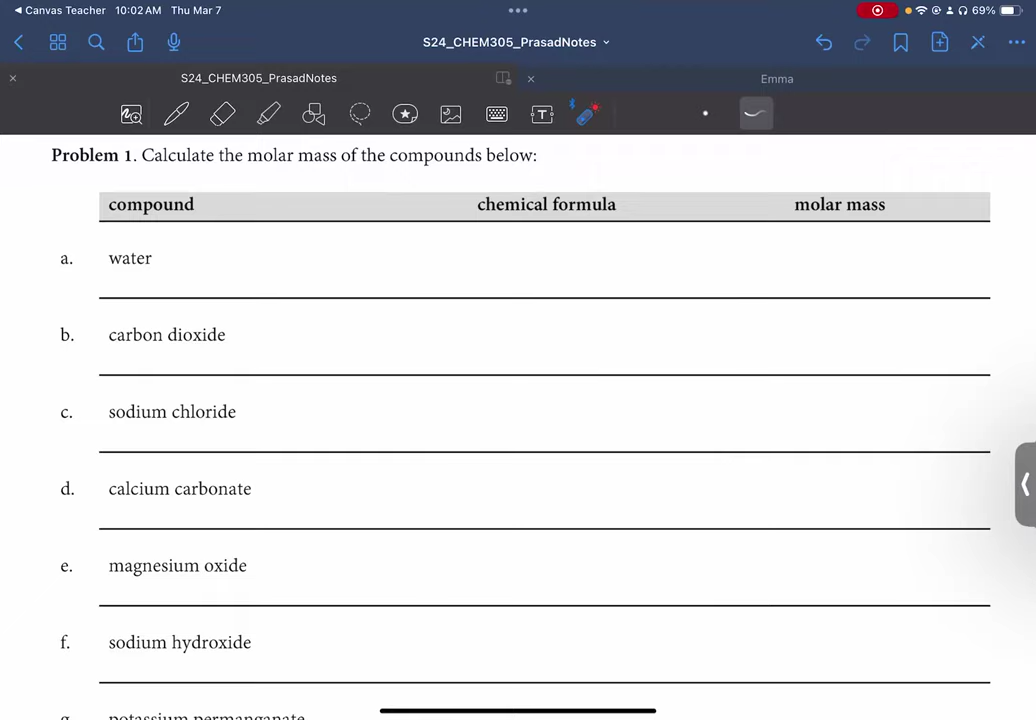 ◀ Canvas Teacher 10:02 AM Thu Mar 7 69%
S24_CHEM305_PrasadNotes
S24_CHEM305_PrasadNotes Emma
Problem 1. Calculate the molar mass of the compounds below:
compound chemical formula molar mass
a. water
b. carbon dioxide
c. sodium chloride
d. calcium carbonate
e. magnesium oxide
f. sodium hydroxide
g. potassium permanganate